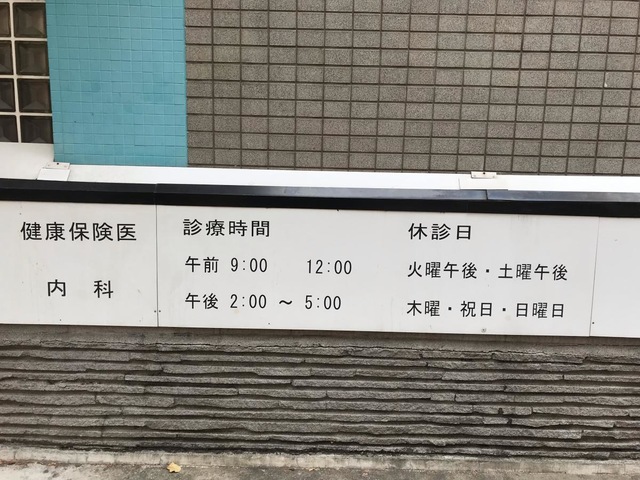 健康保険医
内 科
診療時間
午前 9:00 12:00
午後 2:00 ～ 5:00
休診日
火曜午後・土曜午後
木曜・祝日・日曜日